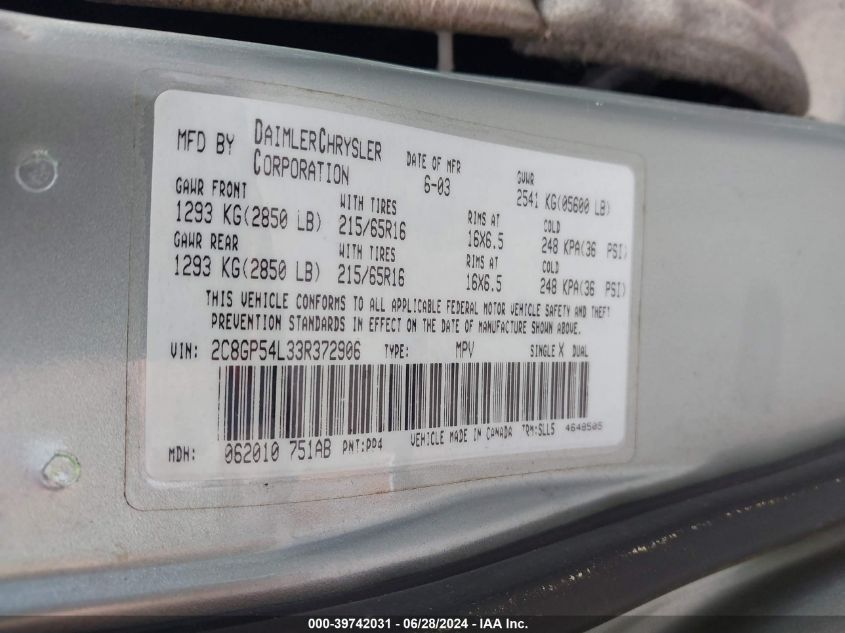 MFD BY DAIMLERCHRYSLER CORPORATION DATE OF MFR 6-03 GVWR 2541 KG(05600 LB)
GAWR FRONT WITH TIRES RIMS AT COLD
1293 KG(2850 LB) 215/65R16 16X6.5 248 KPA(36 PSI)
GAWR REAR WITH TIRES RIMS AT COLD
1293 KG(2850 LB) 215/65R16 16X6.5 248 KPA(36 PSI)
THIS VEHICLE CONFORMS TO ALL APPLICABLE FEDERAL MOTOR VEHICLE SAFETY AND THEFT
PREVENTION STANDARDS IN EFFECT ON THE DATE OF MANUFACTURE SHOWN ABOVE.
VIN: 2C8GP54L33R372906 TYPE: MPV SINGLE X DUAL
MDH: 062010 751AB PNT:PP4 VEHICLE MADE IN CANADA TRM:SLL5 4648505
000-39742031 - 06/28/2024 - IAA Inc.